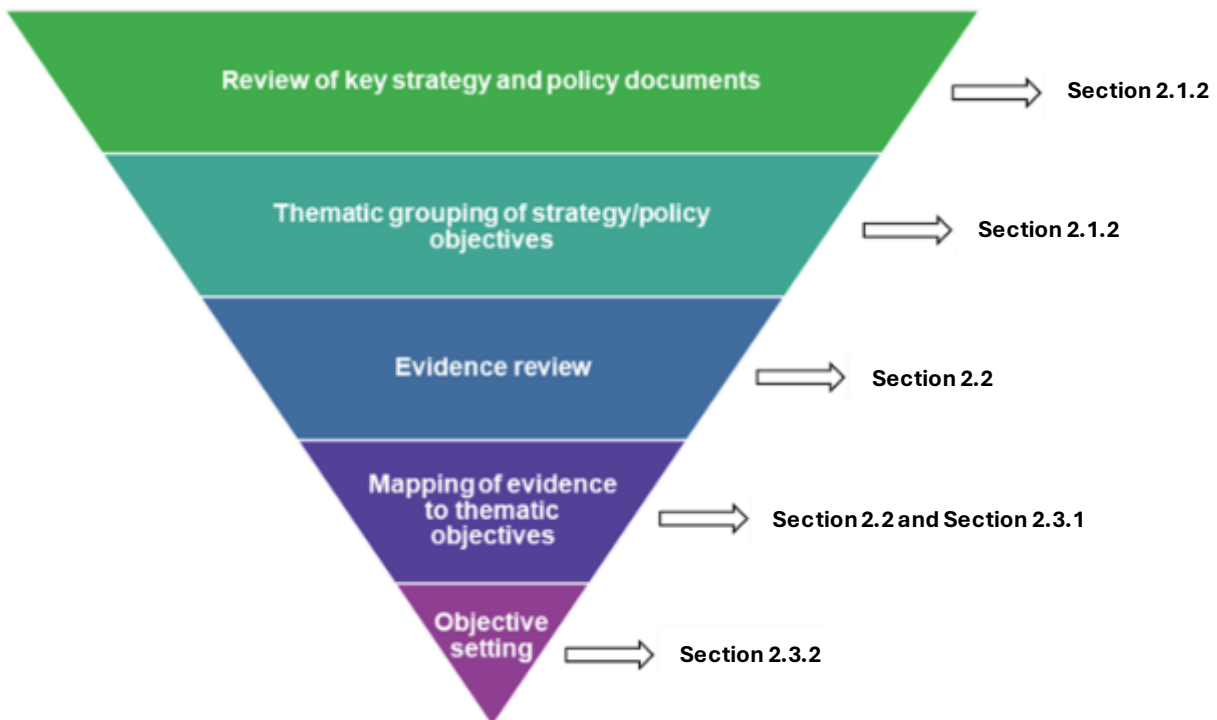 Review of key strategy and policy documents
Section 2.1.2
Thematic grouping of strategy/policy
objectives
Section 2.1.2
Evidence review
Section 2.2
Mapping of evidence
to thematic
objectives
Section 2.2 and Section 2.3.1
Objective
setting
Section 2.3.2